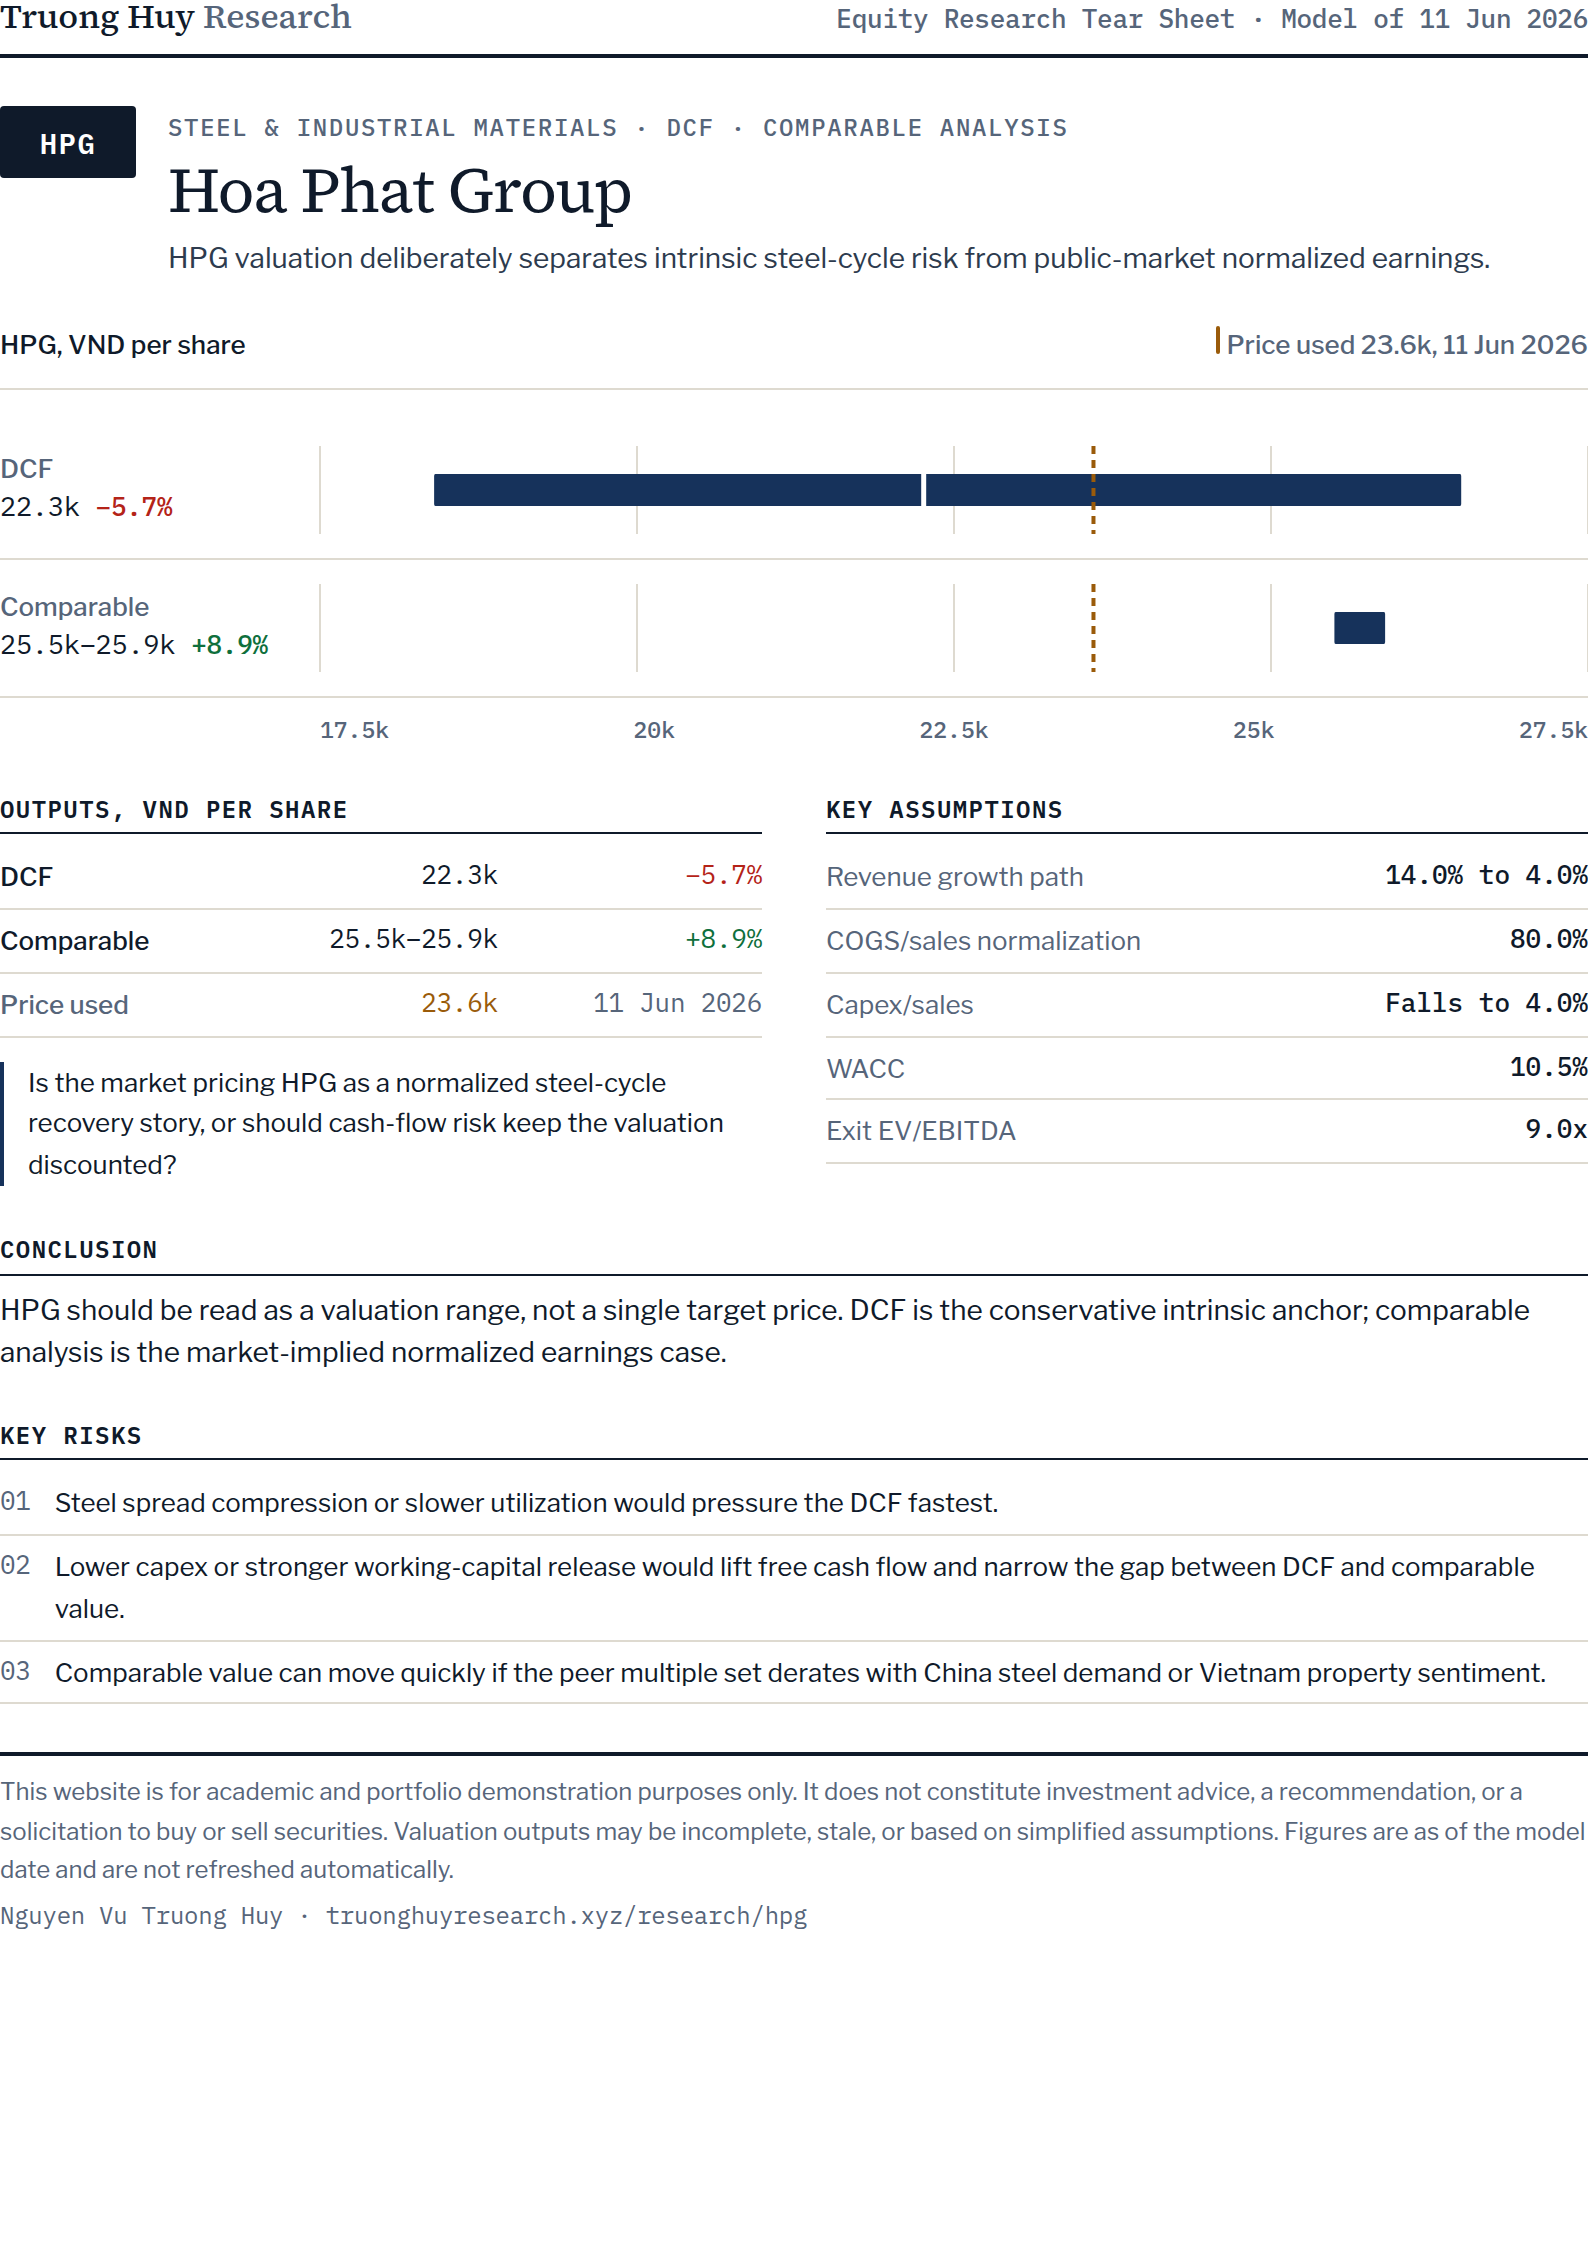 Truong Huy Research
Equity Research Tear Sheet · Model of 11 Jun 2026
HPG
STEEL & INDUSTRIAL MATERIALS · DCF · COMPARABLE ANALYSIS
Hoa Phat Group
HPG valuation deliberately separates intrinsic steel-cycle risk from public-market normalized earnings.
HPG, VND per share
Price used 23.6k, 11 Jun 2026
DCF
22.3k −5.7%
Comparable
25.5k–25.9k +8.9%
17.5k 20k 22.5k 25k 27.5k
OUTPUTS, VND PER SHARE
DCF 22.3k −5.7%
Comparable 25.5k–25.9k +8.9%
Price used 23.6k 11 Jun 2026
Is the market pricing HPG as a normalized steel-cycle
recovery story, or should cash-flow risk keep the valuation
discounted?
KEY ASSUMPTIONS
Revenue growth path 14.0% to 4.0%
COGS/sales normalization 80.0%
Capex/sales Falls to 4.0%
WACC 10.5%
Exit EV/EBITDA 9.0x
CONCLUSION
HPG should be read as a valuation range, not a single target price. DCF is the conservative intrinsic anchor; comparable
analysis is the market-implied normalized earnings case.
KEY RISKS
01 Steel spread compression or slower utilization would pressure the DCF fastest.
02 Lower capex or stronger working-capital release would lift free cash flow and narrow the gap between DCF and comparable
value.
03 Comparable value can move quickly if the peer multiple set derates with China steel demand or Vietnam property sentiment.
This website is for academic and portfolio demonstration purposes only. It does not constitute investment advice, a recommendation, or a
solicitation to buy or sell securities. Valuation outputs may be incomplete, stale, or based on simplified assumptions. Figures are as of the model
date and are not refreshed automatically.
Nguyen Vu Truong Huy · truonghuyresearch.xyz/research/hpg